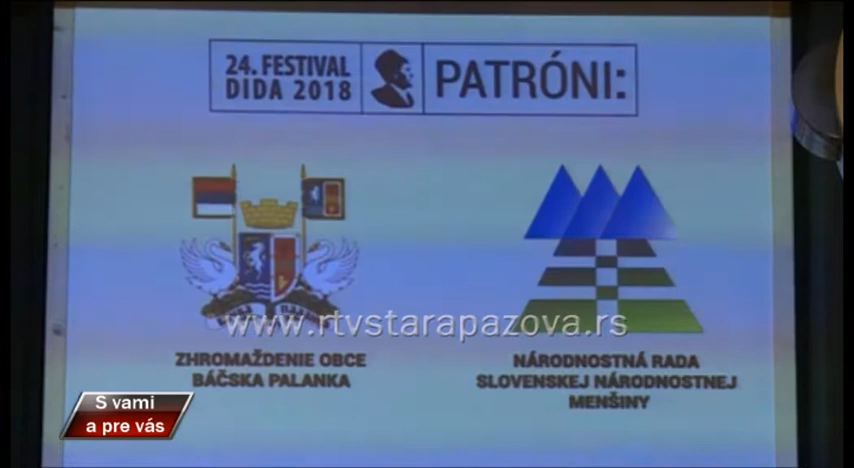 24. FESTIVAL
DIDA 2018
PATRÓNI:
www.rtvstarapazova.rs
ZHROMAŽDENIE OBCE
BÁČSKA PALANKA
NÁRODNOSTNÁ RADA
SLOVENSKEJ NÁRODNOSTNEJ
MENŠINY
S vami
a pre vás